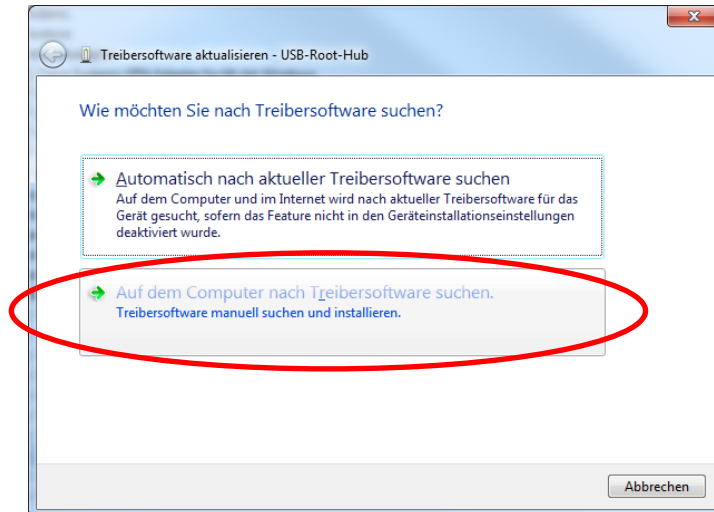 Treibersoftware aktualisieren - USB-Root-Hub
Wie möchten Sie nach Treibersoftware suchen?
Automatisch nach aktueller Treibersoftware suchen
Auf dem Computer und im Internet wird nach aktueller Treibersoftware für das
Gerät gesucht, sofern das Feature nicht in den Geräteinstallationseinstellungen
deaktiviert wurde.
Auf dem Computer nach Treibersoftware suchen.
Treibersoftware manuell suchen und installieren.
Abbrechen